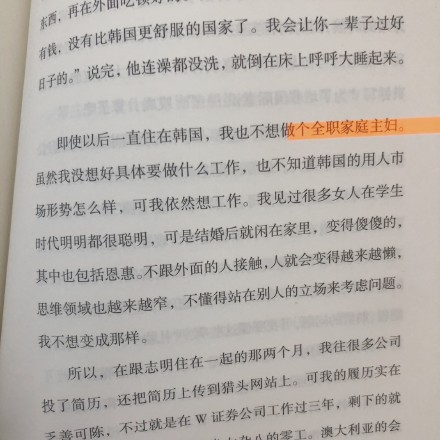 东西，再在外面吃顿好
有钱，没有比韩国更舒服的国家了。我会让你一辈子过好
日子的。”说完，他连澡都没洗，就倒在床上呼呼大睡起来。
即使以后一直住在韩国，我也不想做个全职家庭主妇。
虽然我没想好具体要做什么工作，也不知道韩国的用人市
场形势怎么样，可我依然想工作。我见过很多女人在学生
时代明明都很聪明，可是结婚后就闲在家里，变得傻傻的，
其中也包括恩惠。不跟外面的人接触，人就会变得越来越懒，
思维领域也越来越窄，不懂得站在别人的立场来考虑问题。
我不想变成那样。
所以，在跟志明住在一起的那两个月，我往很多公司
投了简历，还把简历上传到猎头网站上。可我的履历实在
乏善可陈，不过就是在 W 证券公司工作过三年，剩下的就
杂八的零工。澳大利亚的会